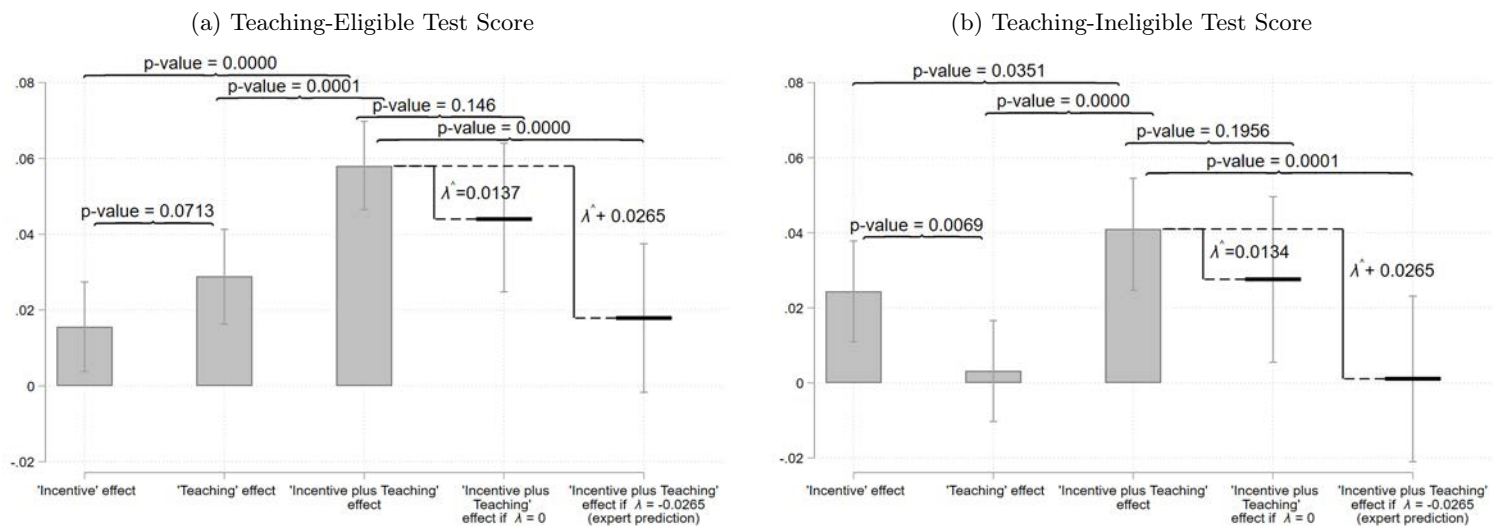 (a) Teaching-Eligible Test Score
p-value = 0.0000
p-value = 0.0001
p-value = 0.146
p-value = 0.0000
p-value = 0.0713
λ^=0.0137
λ^+ 0.0265
.08
.06
.04
.02
0
-.02
'Incentive' effect
'Teaching' effect
'Incentive plus Teaching'
effect
'Incentive plus
Teaching'
effect if λ = 0
'Incentive plus Teaching'
effect if λ = -0.0265
(expert prediction)
(b) Teaching-Ineligible Test Score
p-value = 0.0351
p-value = 0.0000
p-value = 0.1956
p-value = 0.0001
p-value = 0.0069
λ^=0.0134
λ^+ 0.0265
.08
.06
.04
.02
0
-.02
'Incentive' effect
'Teaching' effect
'Incentive plus Teaching'
effect
'Incentive plus
Teaching'
effect if λ = 0
'Incentive plus Teaching'
effect if λ = -0.0265
(expert prediction)